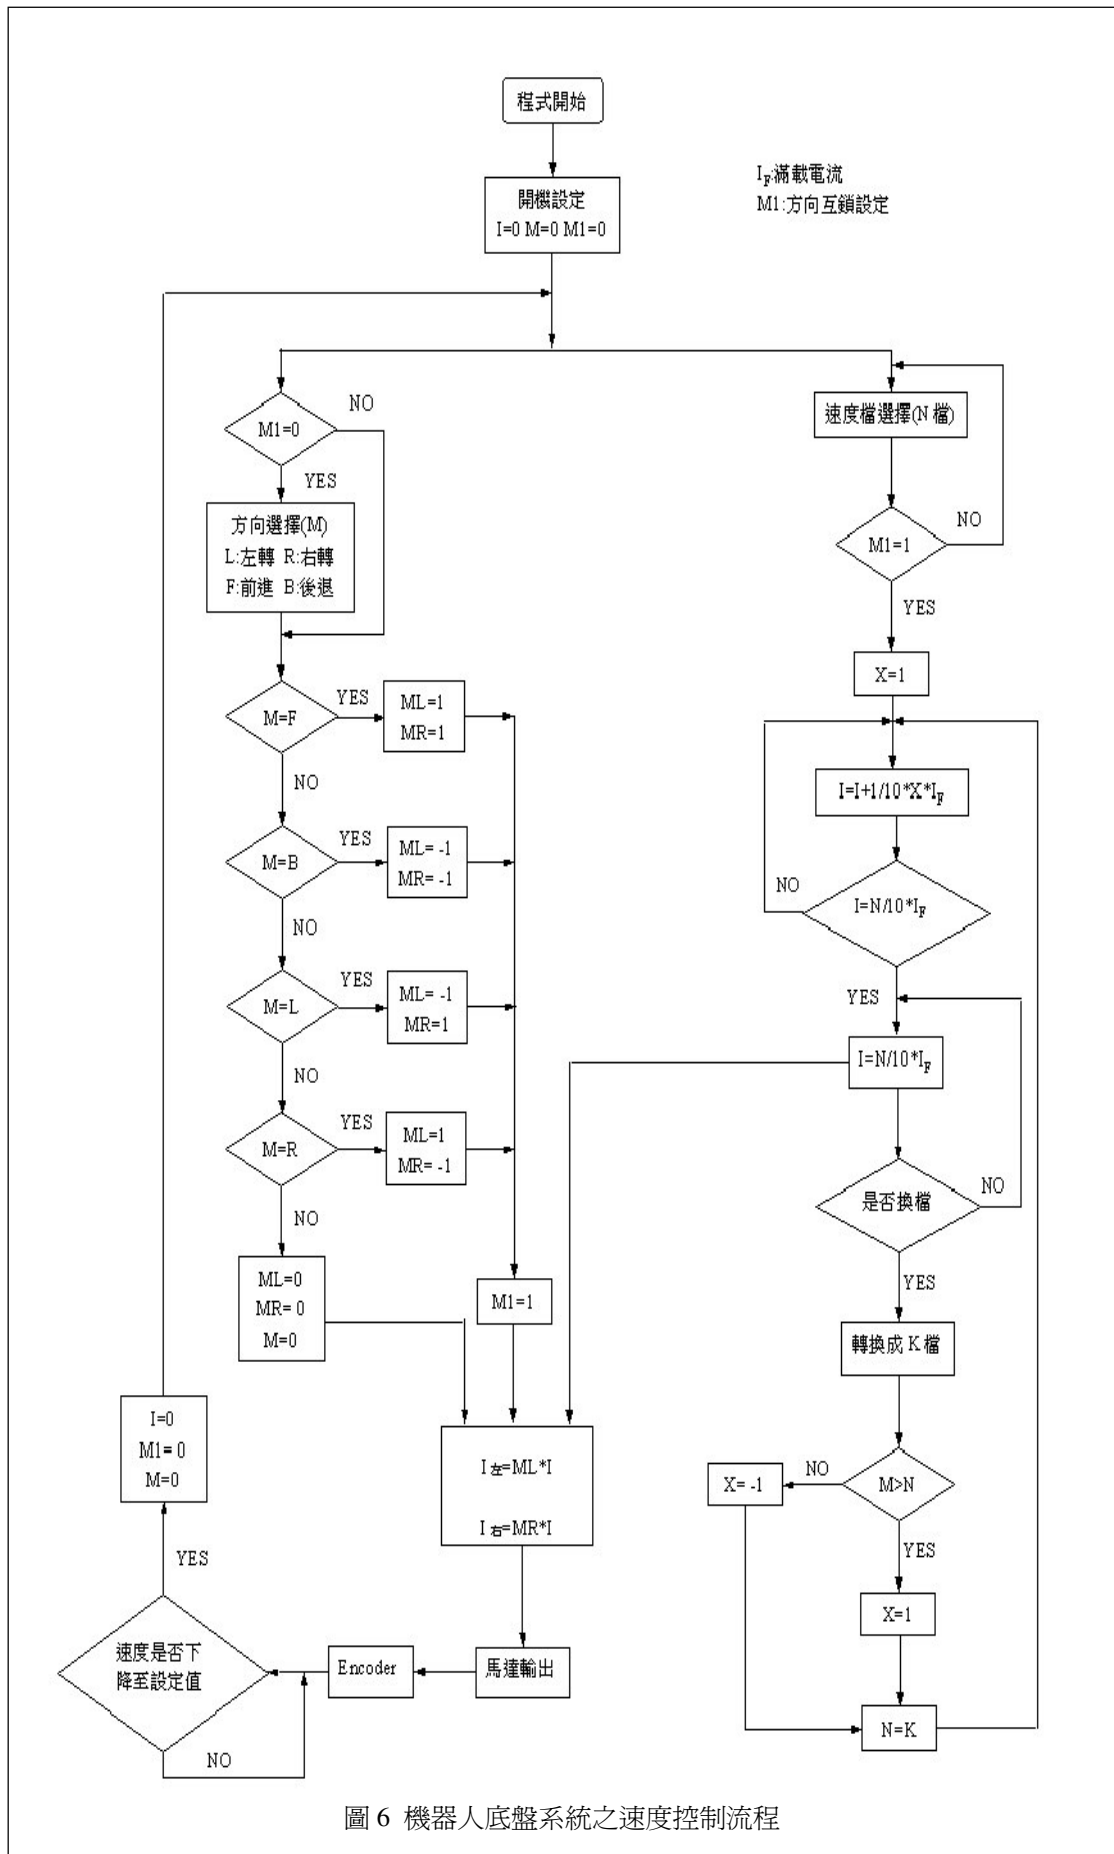 程式開始
開機設定
I=0 M=0 M1=0
I_F:滿載電流
M1:方向互鎖設定
M1=0
NO
YES
方向選擇(M)
L:左轉 R:右轉
F:前進 B:後退
M=F
YES
ML=1
MR=1
NO
M=B
YES
ML= -1
MR= -1
NO
M=L
YES
ML= -1
MR=1
NO
M=R
YES
ML=1
MR= -1
NO
ML=0
MR= 0
M=0
M1=1
速度檔選擇(N 檔)
M1=1
NO
YES
X=1
I=I+1/10*X*I_F
I=N/10*I_F
NO
YES
I=N/10*I_F
是否換檔
NO
YES
轉換成 K 檔
M>N
NO
X= -1
YES
X=1
N=K
I 左=ML*I
I 右=MR*I
馬達輸出
Encoder
速度是否下
降至設定值
NO
YES
I=0
M1= 0
M=0
圖 6 機器人底盤系統之速度控制流程